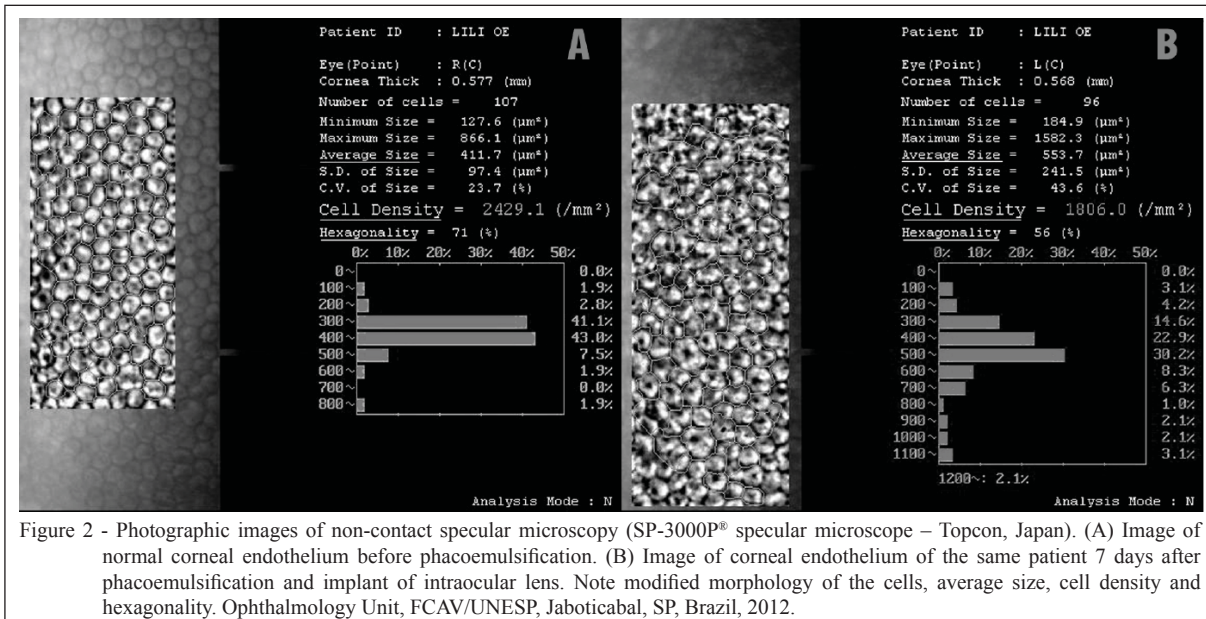 A
Patient ID : LILI OE
Eye(Point) : R(C)
Cornea Thick : 0.577 (mm)
Number of cells = 107
Minimum Size = 127.6 (µm²)
Maximum Size = 866.1 (µm²)
Average Size = 411.7 (µm²)
S.D. of Size = 97.4 (µm²)
C.V. of Size = 23.7 (%)
Cell Density = 2429.1 (/mm²)
Hexagonality = 71 (%)
0% 10% 20% 30% 40% 50%
0~ 0.0%
100~ 1.9%
200~ 2.8%
300~ 41.1%
400~ 43.0%
500~ 7.5%
600~ 1.9%
700~ 0.0%
800~ 1.9%
Analysis Mode : N
B
Patient ID : LILI OE
Eye(Point) : L(C)
Cornea Thick : 0.568 (mm)
Number of cells = 96
Minimum Size = 184.9 (µm²)
Maximum Size = 1582.3 (µm²)
Average Size = 553.7 (µm²)
S.D. of Size = 241.5 (µm²)
C.V. of Size = 43.6 (%)
Cell Density = 1806.0 (/mm²)
Hexagonality = 56 (%)
0% 10% 20% 30% 40% 50%
0~ 0.0%
100~ 3.1%
200~ 4.2%
300~ 14.6%
400~ 22.9%
500~ 30.2%
600~ 8.3%
700~ 6.3%
800~ 1.0%
900~ 2.1%
1000~ 2.1%
1100~ 3.1%
1200~: 2.1%
Analysis Mode : N
Figure 2 - Photographic images of non-contact specular microscopy (SP-3000P® specular microscope – Topcon, Japan). (A) Image of
normal corneal endothelium before phacoemulsification. (B) Image of corneal endothelium of the same patient 7 days after
phacoemulsification and implant of intraocular lens. Note modified morphology of the cells, average size, cell density and
hexagonality. Ophthalmology Unit, FCAV/UNESP, Jaboticabal, SP, Brazil, 2012.